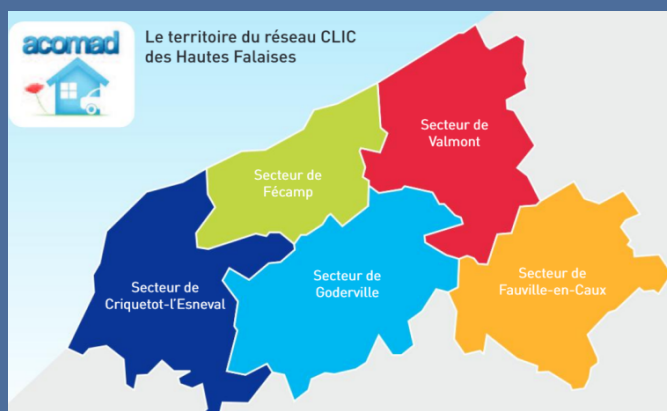 acomad
Le territoire du réseau CLIC
des Hautes Falaises
Secteur de
Valmont
Secteur de
Fécamp
Secteur de
Criquetot-l'Esneval
Secteur de
Goderville
Secteur de
Fauville-en-Caux